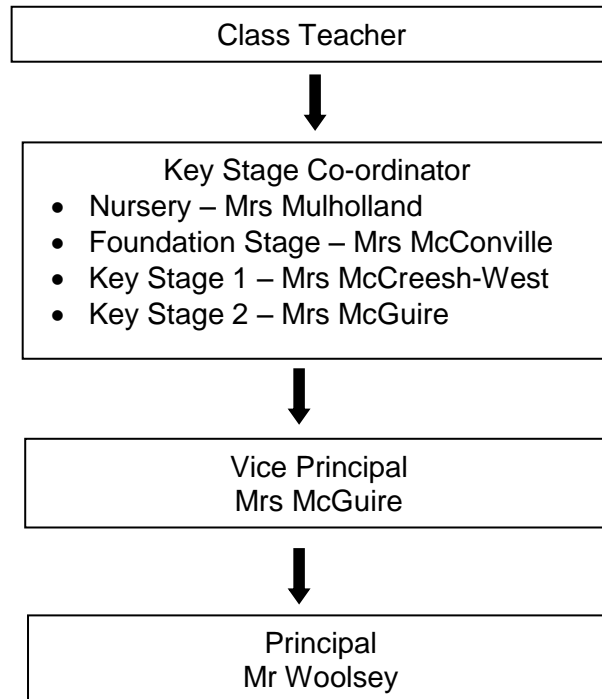 Class Teacher
Key Stage Co-ordinator
• Nursery – Mrs Mulholland
• Foundation Stage – Mrs McConville
• Key Stage 1 – Mrs McCreesh-West
• Key Stage 2 – Mrs McGuire
Vice Principal
Mrs McGuire
Principal
Mr Woolsey